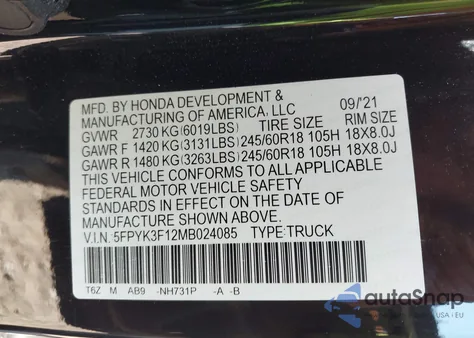 MFD. BY HONDA DEVELOPMENT &
MANUFACTURING OF AMERICA, LLC 09/'21
GVWR 2730 KG(6019LBS) TIRE SIZE RIM SIZE
GAWR F 1420 KG(3131LBS)245/60R18 105H 18X8.0J
GAWR R 1480 KG(3263LBS)245/60R18 105H 18X8.0J
THIS VEHICLE CONFORMS TO ALL APPLICABLE
FEDERAL MOTOR VEHICLE SAFETY
STANDARDS IN EFFECT ON THE DATE OF
MANUFACTURE SHOWN ABOVE.
V.I.N. 5FPYK3F12MB024085 TYPE:TRUCK
T6Z M AB9 -NH731P -A -B
autoSnap